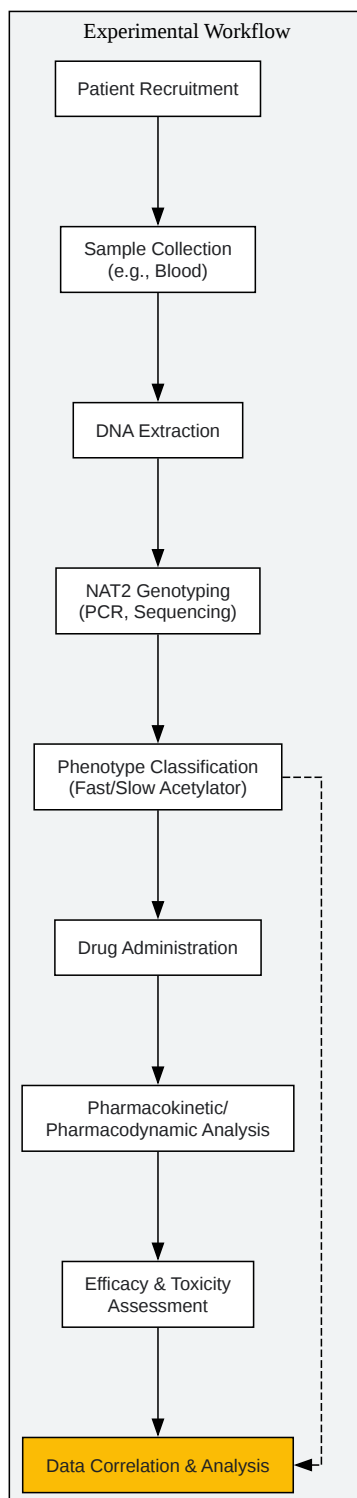 Experimental Workflow
Patient Recruitment
Sample Collection
(e.g., Blood)
DNA Extraction
NAT2 Genotyping
(PCR, Sequencing)
Phenotype Classification
(Fast/Slow Acetylator)
Drug Administration
Pharmacokinetic/
Pharmacodynamic Analysis
Efficacy & Toxicity
Assessment
Data Correlation & Analysis